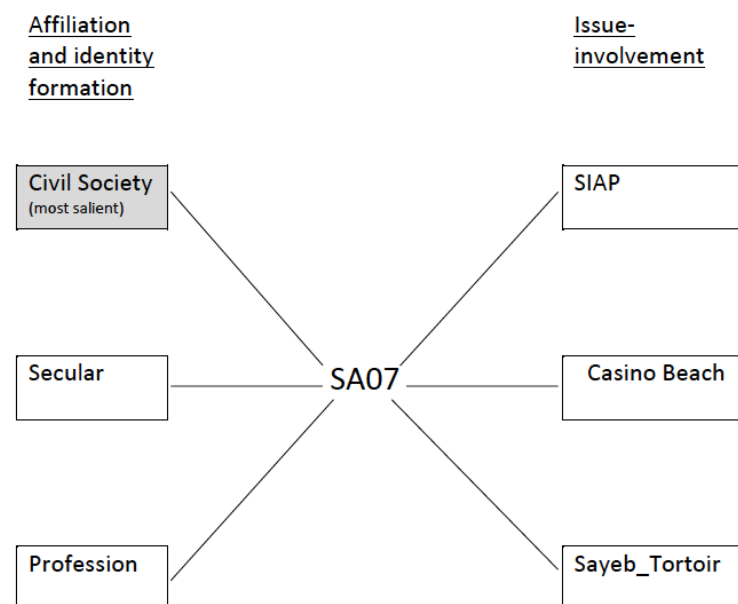 Affiliation
and identity
formation
Issue-
involvement
Civil Society
(most salient)
SIAP
Secular
SA07
Casino Beach
Profession
Sayeb_Tortoir